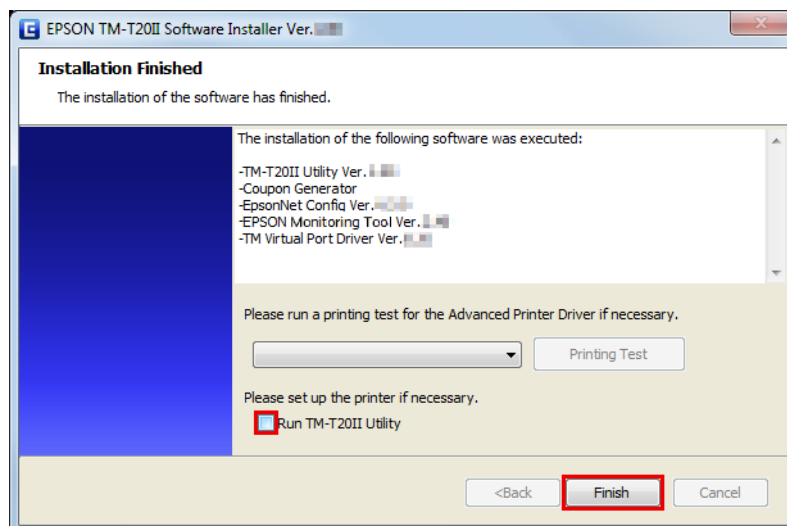 EPSON TM-T20II Software Installer Ver.
Installation Finished
The installation of the software has finished.
The installation of the following software was executed:
-TM-T20II Utility Ver.
-Coupon Generator
-EpsonNet Config Ver.
-EPSON Monitoring Tool Ver.
-TM Virtual Port Driver Ver.
Please run a printing test for the Advanced Printer Driver if necessary.
Printing Test
Please set up the printer if necessary.
Run TM-T20II Utility
<Back Finish Cancel